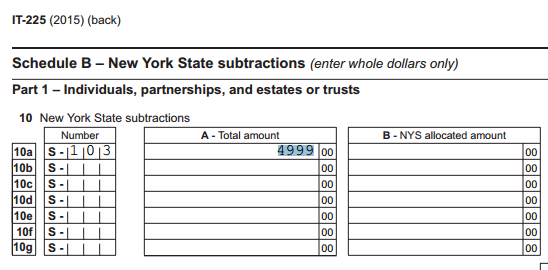 IT-225 (2015) (back)
Schedule B – New York State subtractions (enter whole dollars only)
Part 1 – Individuals, partnerships, and estates or trusts
10 New York State subtractions
Number A - Total amount B - NYS allocated amount
10a S - 1 0 3 4999 00 00
10b S - 00 00
10c S - 00 00
10d S - 00 00
10e S - 00 00
10f S - 00 00
10g S - 00 00